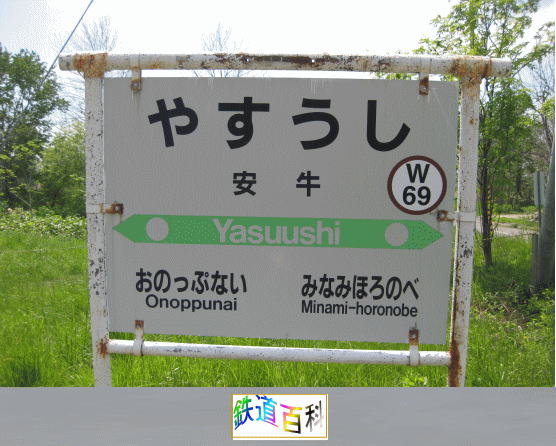 やすうし
安牛
W
69
Yasuushi
おのっぷない
Onoppunai
みなみほろのべ
Minami-horonobe
鉄道百科